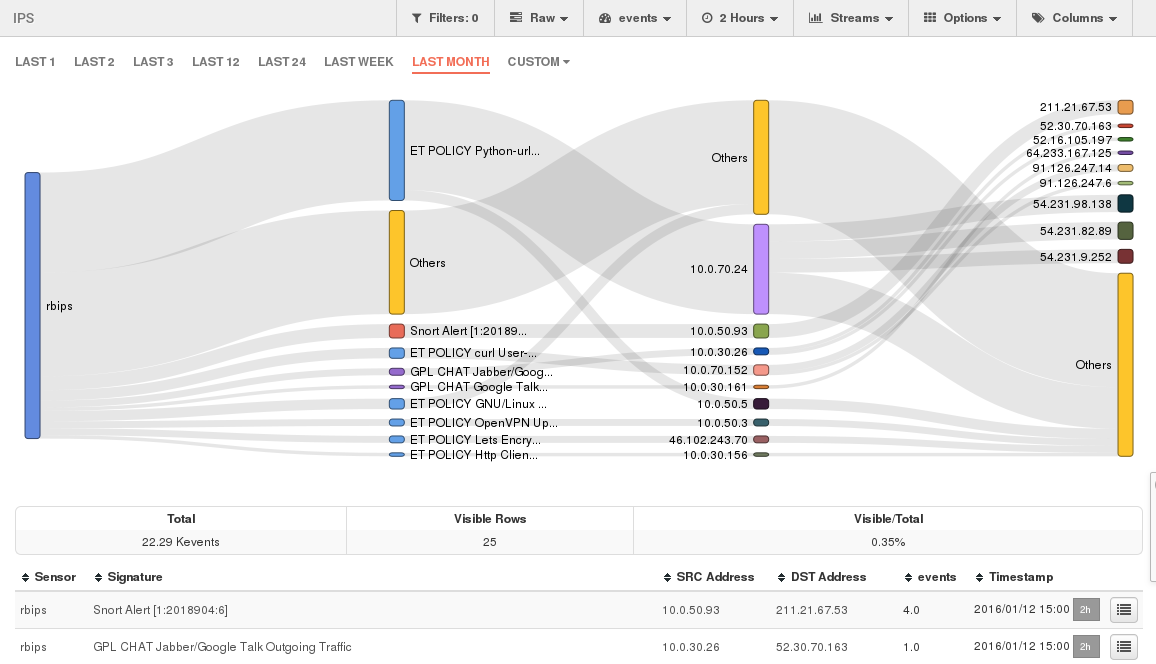 IPS Filters: 0 Raw events 2 Hours Streams Options Columns
LAST 1 LAST 2 LAST 3 LAST 12 LAST 24 LAST WEEK LAST MONTH CUSTOM
rbips
ET POLICY Python-url...
Others
Snort Alert [1:20189...
ET POLICY curl User-...
GPL CHAT Jabber/Goog...
GPL CHAT Google Talk...
ET POLICY GNU/Linux ...
ET POLICY OpenVPN Up...
ET POLICY Lets Encry...
ET POLICY Http Clien...
Others
10.0.70.24
10.0.50.93
10.0.30.26
10.0.70.152
10.0.30.161
10.0.50.5
10.0.50.3
46.102.243.70
10.0.30.156
211.21.67.53
52.30.70.163
52.16.105.197
64.233.167.125
91.126.247.14
91.126.247.6
54.231.98.138
54.231.82.89
54.231.9.252
Others
Total Visible Rows Visible/Total
22.29 Kevents 25 0.35%
Sensor Signature SRC Address DST Address events Timestamp
rbips Snort Alert [1:2018904:6] 10.0.50.93 211.21.67.53 4.0 2016/01/12 15:00 2h
rbips GPL CHAT Jabber/Google Talk Outgoing Traffic 10.0.30.26 52.30.70.163 1.0 2016/01/12 15:00 2h